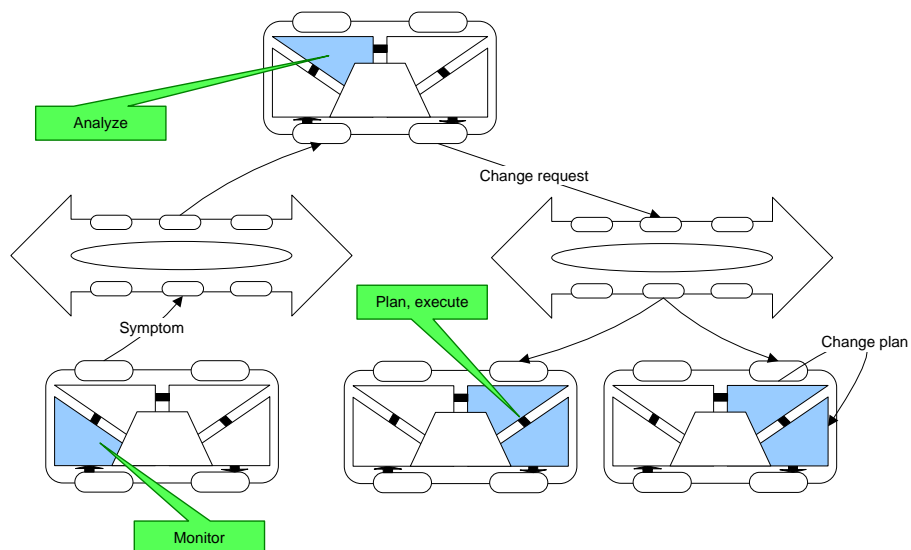 Analyze
Change request
Plan, execute
Symptom
Change plan
Monitor